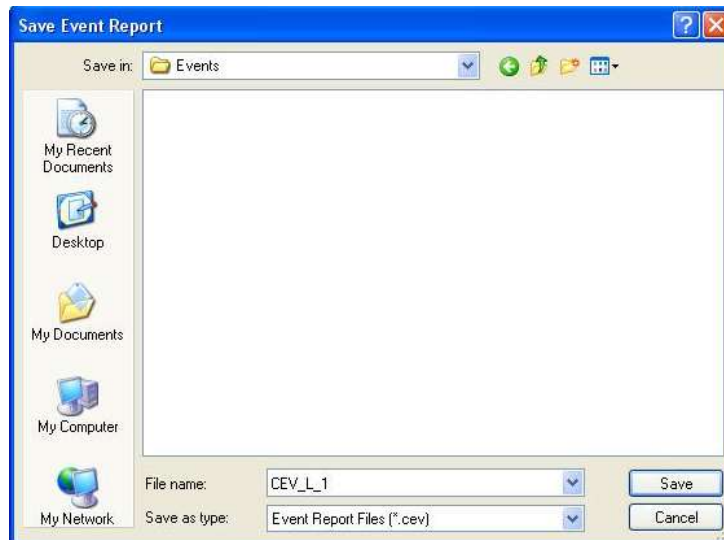 Save Event Report
Save in: Events
My Recent
Documents
Desktop
My Documents
My Computer
My Network
File name: CEV_L_1 Save
Save as type: Event Report Files (*.cev) Cancel